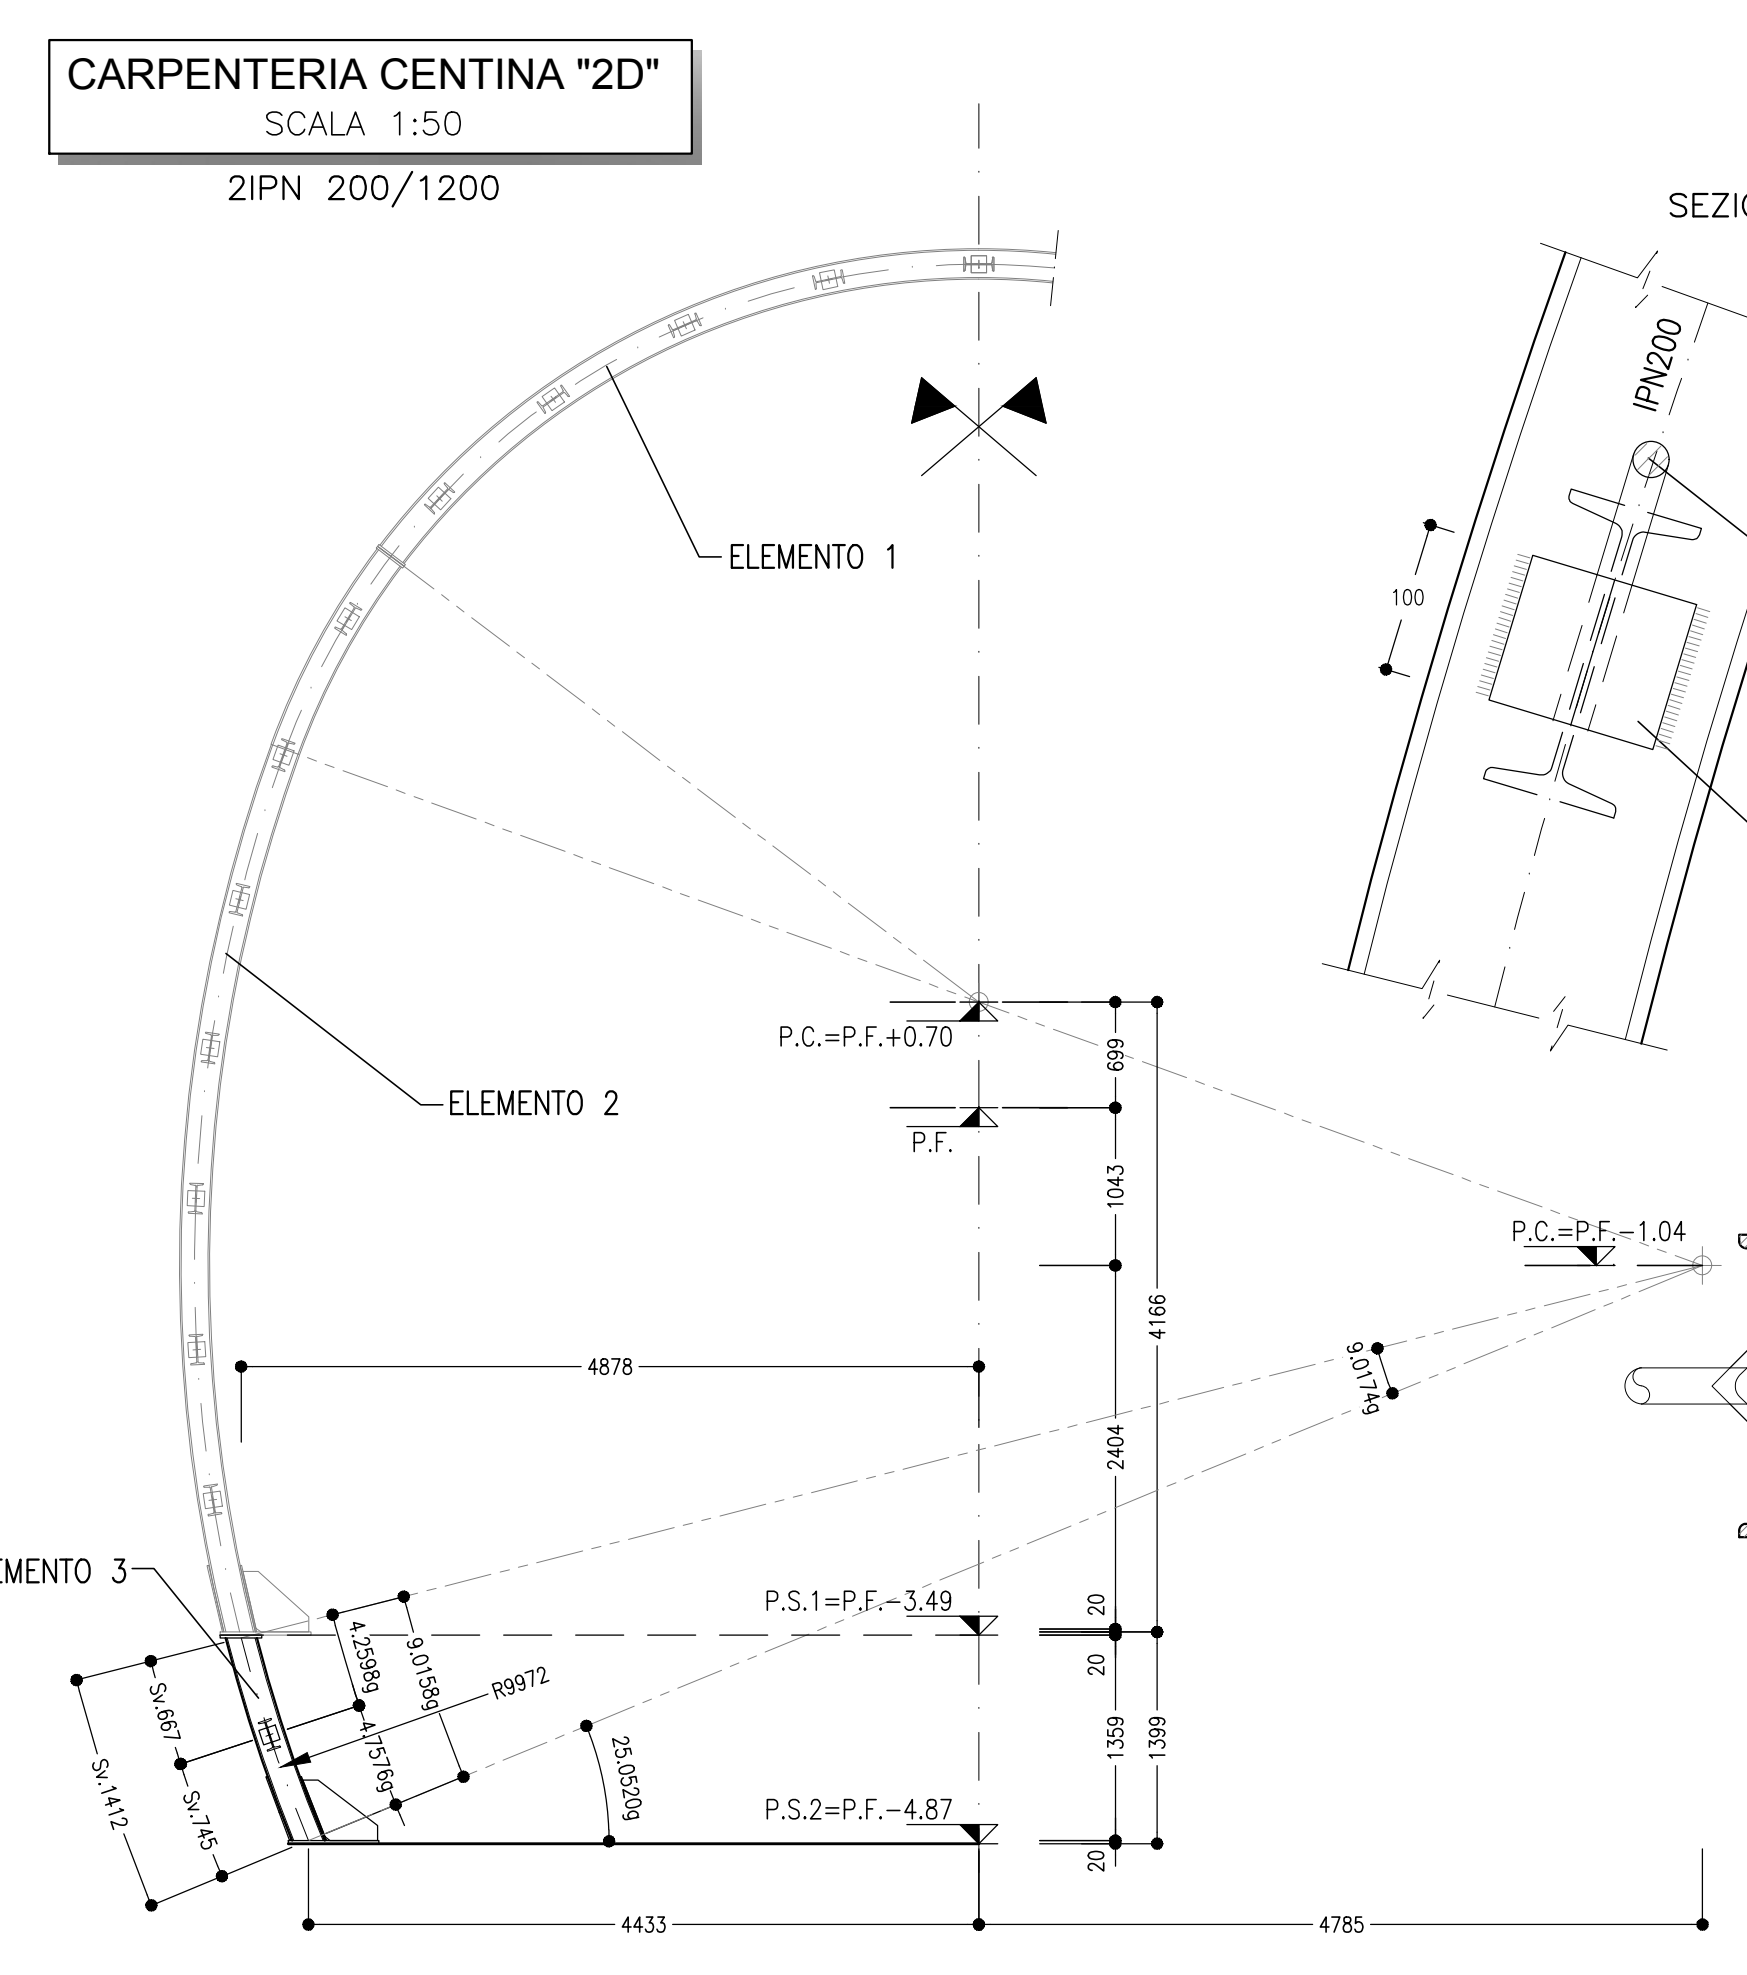 CARPENTERIA CENTINA "2D"
SCALA 1:50
2IPN 200/1200
SEZIO
IPN200
100
ELEMENTO 1
P.C.=P.F.+0.70
699
P.F.
ELEMENTO 2
1043
P.C.=P.F.-1.04
4166
4878
9.0174g
2404
EMENTO 3
P.S.1=P.F.-3.49
20
20
4.2598g
9.0158g
R9972
Sv.667
4.7576g
1359
1399
25.0520g
Sv.1412
Sv.745
P.S.2=P.F.-4.87
20
4433
4785